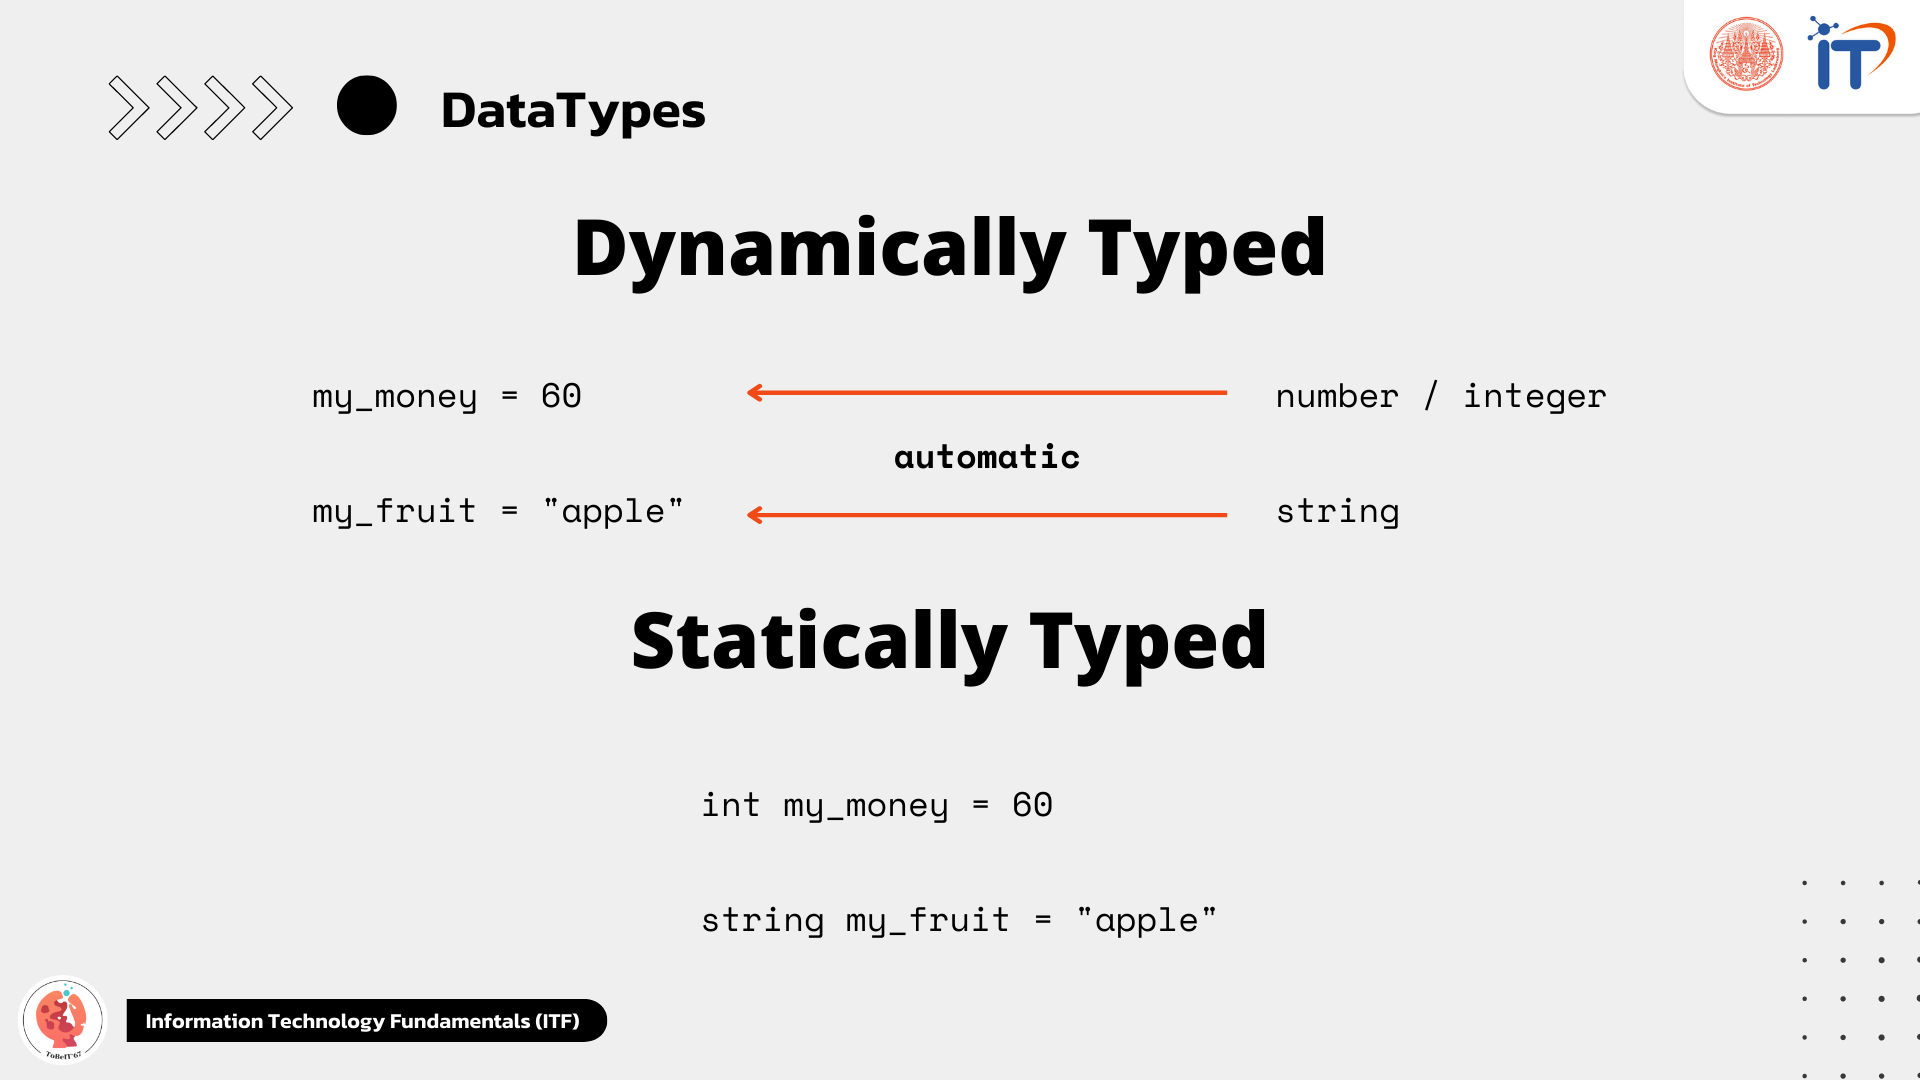 DataTypes
IT
Dynamically Typed
my_money = 60
number / integer
automatic
my_fruit = "apple"
string
Statically Typed
int my_money = 60
string my_fruit = "apple"
ToBeIT'67
Information Technology Fundamentals (ITF)